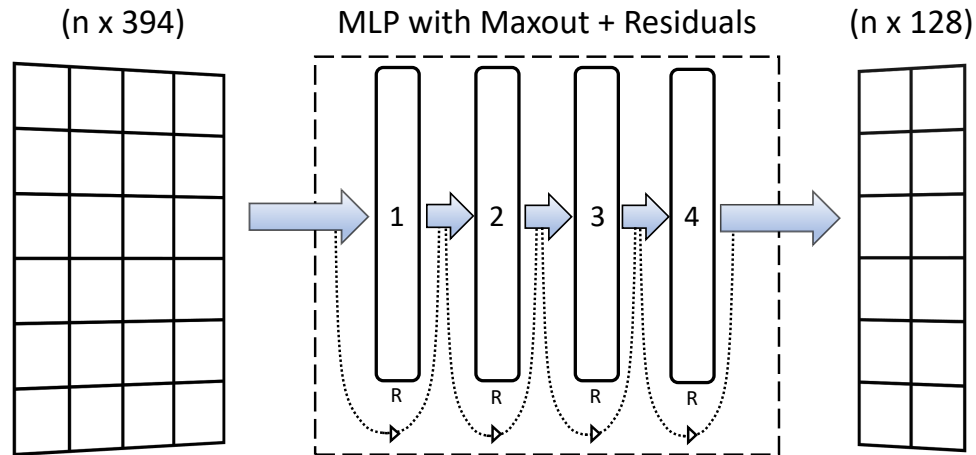 (n x 394)
MLP with Maxout + Residuals
(n x 128)
1 2 3 4
R R R R